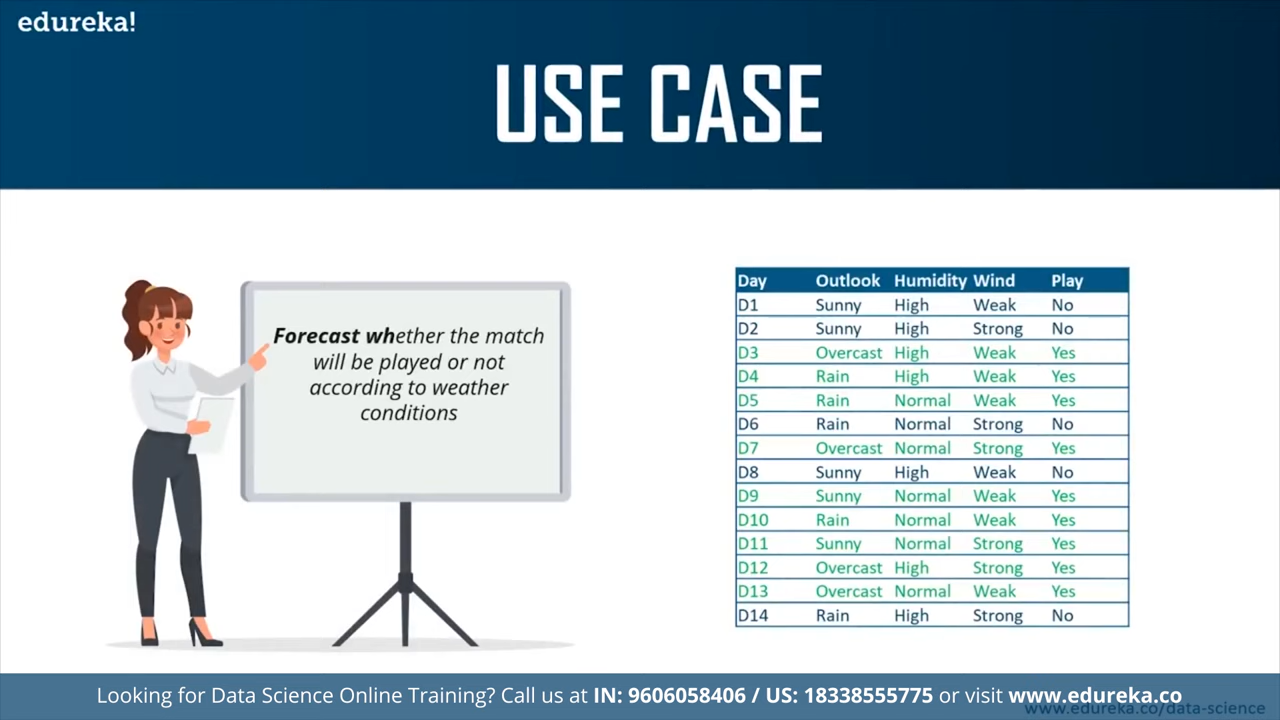 edureka!
USE CASE
Forecast whether the match
will be played or not
according to weather
conditions
Day Outlook Humidity Wind Play
D1 Sunny High Weak No
D2 Sunny High Strong No
D3 Overcast High Weak Yes
D4 Rain High Weak Yes
D5 Rain Normal Weak Yes
D6 Rain Normal Strong No
D7 Overcast Normal Strong Yes
D8 Sunny High Weak No
D9 Sunny Normal Weak Yes
D10 Rain Normal Weak Yes
D11 Sunny Normal Strong Yes
D12 Overcast High Strong Yes
D13 Overcast Normal Weak Yes
D14 Rain High Strong No
Looking for Data Science Online Training? Call us at IN: 9606058406 / US: 18338555775 or visit www.edureka.co
www.edureka.co/data-science